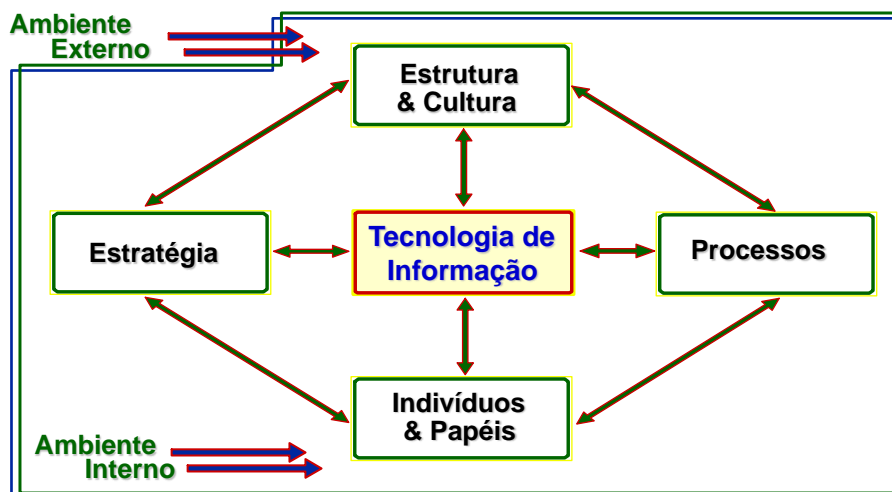 Ambiente
Externo
Estrutura
& Cultura
Estratégia
Tecnologia de
Informação
Processos
Indivíduos
& Papéis
Ambiente
Interno